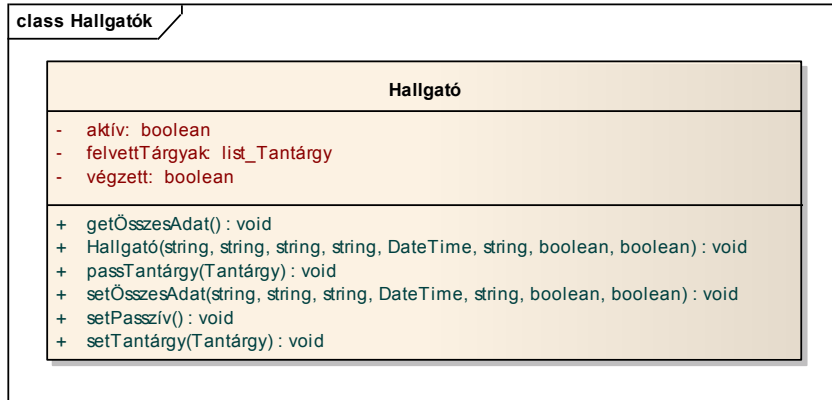 class Hallgatók
Hallgató
- aktív: boolean
- felvettTárgyak: list_Tantárgy
- végzett: boolean
+ getÖsszesAdat() : void
+ Hallgató(string, string, string, string, DateTime, string, boolean, boolean) : void
+ passTantárgy(Tantárgy) : void
+ setÖsszesAdat(string, string, string, DateTime, string, boolean, boolean) : void
+ setPasszív() : void
+ setTantárgy(Tantárgy) : void